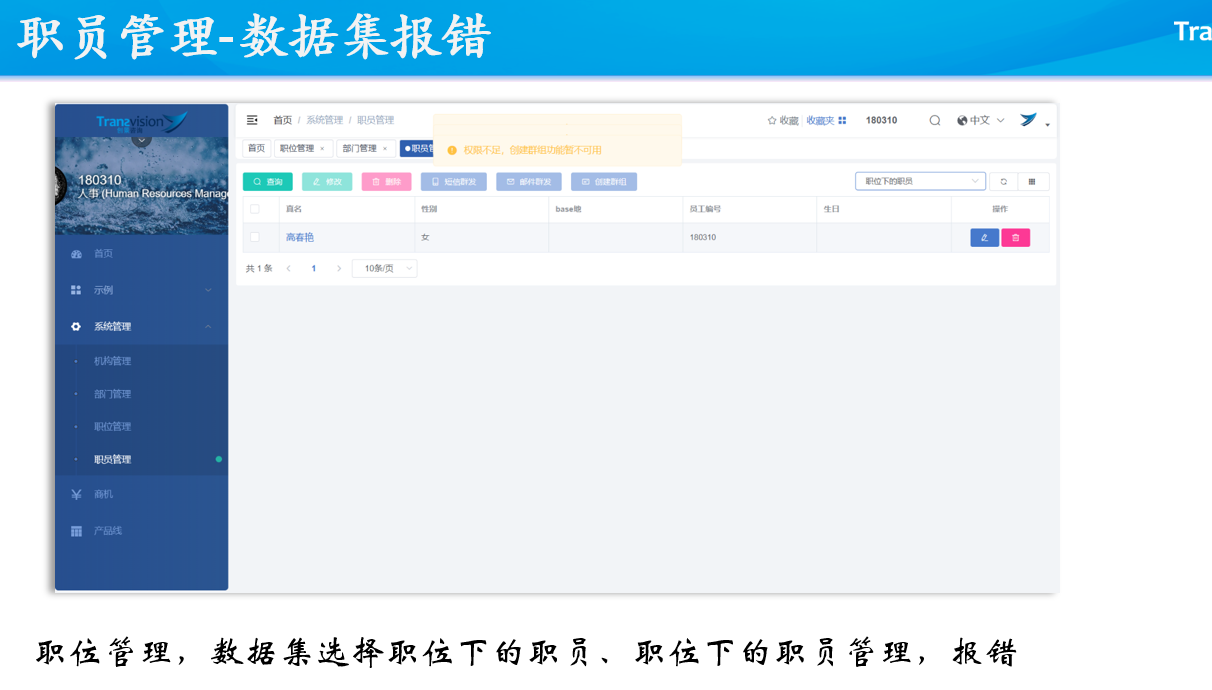 职员管理-数据集报错
Tra
Transvision
首页 / 系统管理 / 职员管理
收藏 收藏夹 180310 中文
首页 职位管理 × 部门管理 × 职员管
权限不足，创建群组功能暂不可用
180310
人事 (Human Resources Manag
查询 修改 删除 短信群发 邮件群发 创建群组 职位下的职员
真名 性别 base地 员工编号 生日 操作
高春艳 女 180310
共 1 条 1 10条/页
首页
示例
系统管理
机构管理
部门管理
职位管理
职员管理
商机
产品线
职位管理，数据集选择职位下的职员、职位下的职员管理，报错